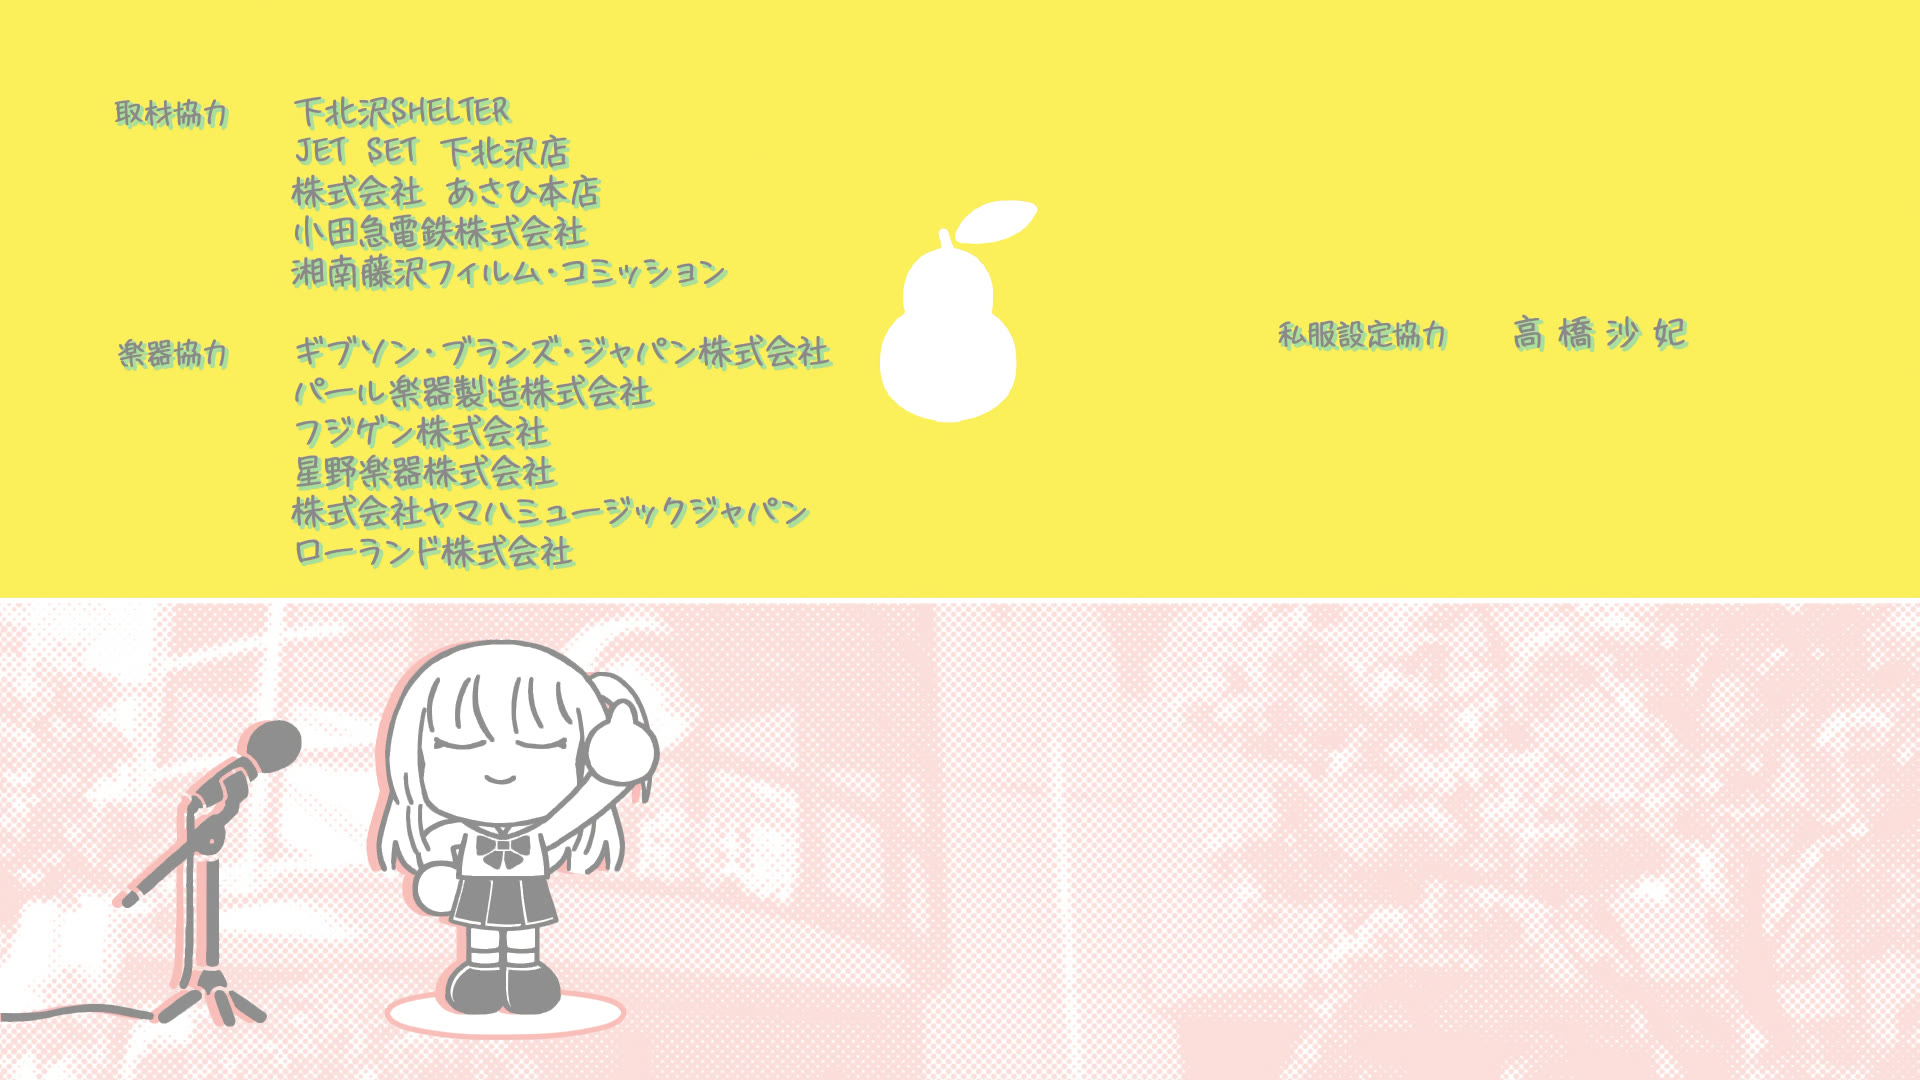 取材協力 下北沢SHELTER
JET SET 下北沢店
株式会社 あさひ本店
小田急電鉄株式会社
湘南藤沢フィルム・コミッション
楽器協力 ギブソン・ブランズ・ジャパン株式会社
パール楽器製造株式会社
フジゲン株式会社
星野楽器株式会社
株式会社ヤマハミュージックジャパン
ローランド株式会社
私服設定協力 高橋沙妃